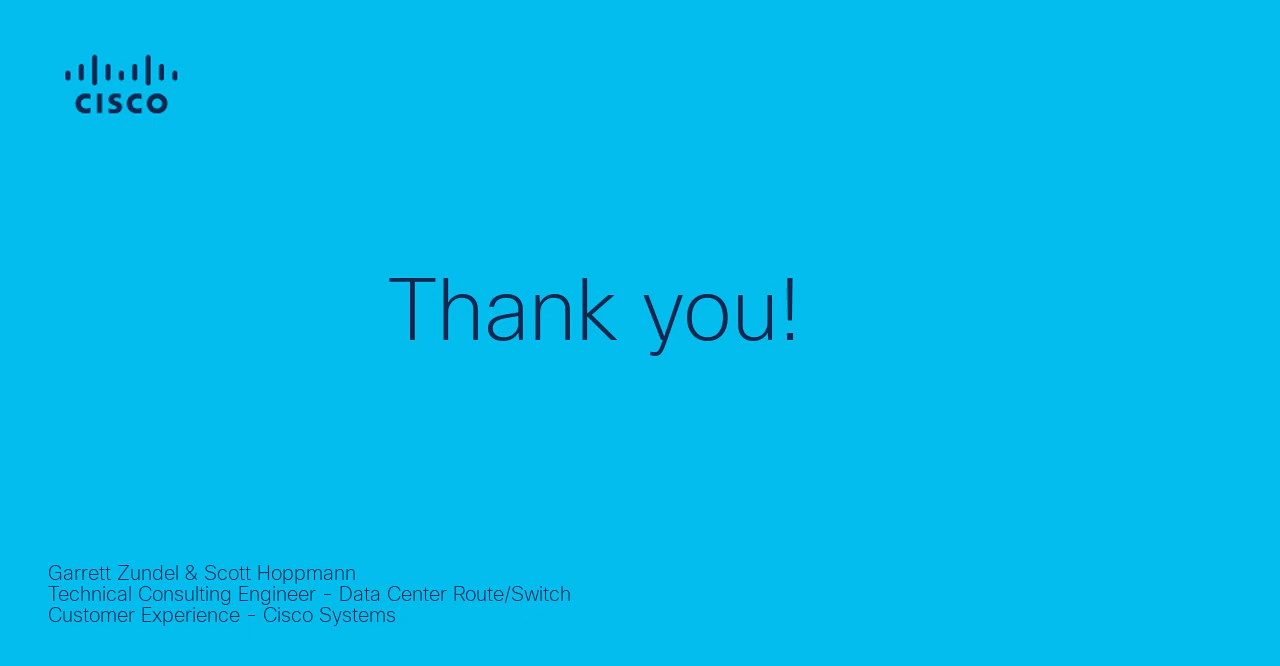 CISCO
Thank you!
Garrett Zundel & Scott Hoppmann
Technical Consulting Engineer - Data Center Route/Switch
Customer Experience - Cisco Systems